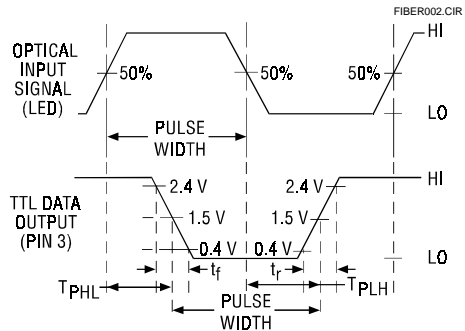 FIBER002.CIR
HI
OPTICAL
INPUT
SIGNAL
(LED)
50% 50% 50%
LO
PULSE
WIDTH
HI
2.4 V 2.4 V
TTL DATA
OUTPUT
(PIN 3)
1.5 V 1.5 V
0.4 V 0.4 V
LO
tf tr
TPHL TPLH
PULSE
WIDTH